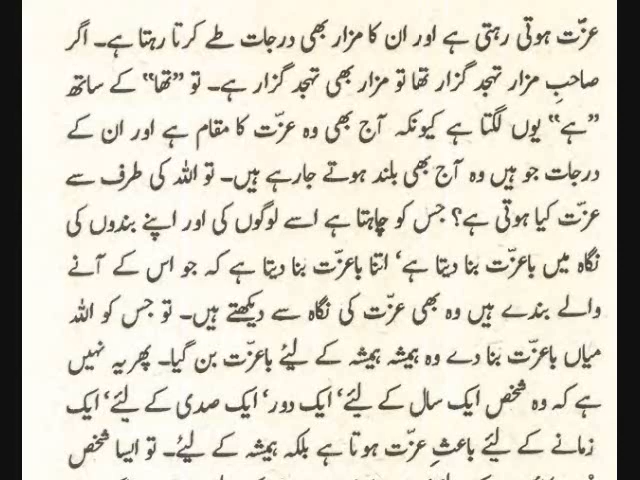 عزّت ہوتی رہتی ہے اور ان کا مزار بھی درجات طے کرتا رہتا ہے۔ اگر
صاحبِ مزار تہجد گزار تھا تو مزار بھی تہجد گزار ہے۔ تو ”تھا“ کے ساتھ
”ہے“ یوں لگتا ہے کیونکہ آج بھی وہ عزّت کا مقام ہے اور ان کے
درجات جو ہیں وہ آج بھی بلند ہوتے جارہے ہیں۔ تو اللہ کی طرف سے
عزّت کیا ہوتی ہے؟ جس کو چاہتا ہے اسے لوگوں کی اور اپنے بندوں کی
نگاہ میں باعزّت بنا دیتا ہے‘ اتنا باعزّت بنا دیتا ہے کہ جو اس کے آنے
والے بندے ہیں وہ بھی عزّت کی نگاہ سے دیکھتے ہیں۔ تو جس کو اللہ
میاں باعزّت بنا دے وہ ہمیشہ ہمیشہ کے لیٔے باعزّت بن گیا۔ پھر یہ نہیں
ہے کہ وہ شخص ایک سال کے لئے‘ ایک دور‘ ایک صدی کے لئے‘ ایک
زمانے کے لئے باعثِ عزّت ہوتا ہے بلکہ ہمیشہ کے لیٔے۔ تو ایسا شخص